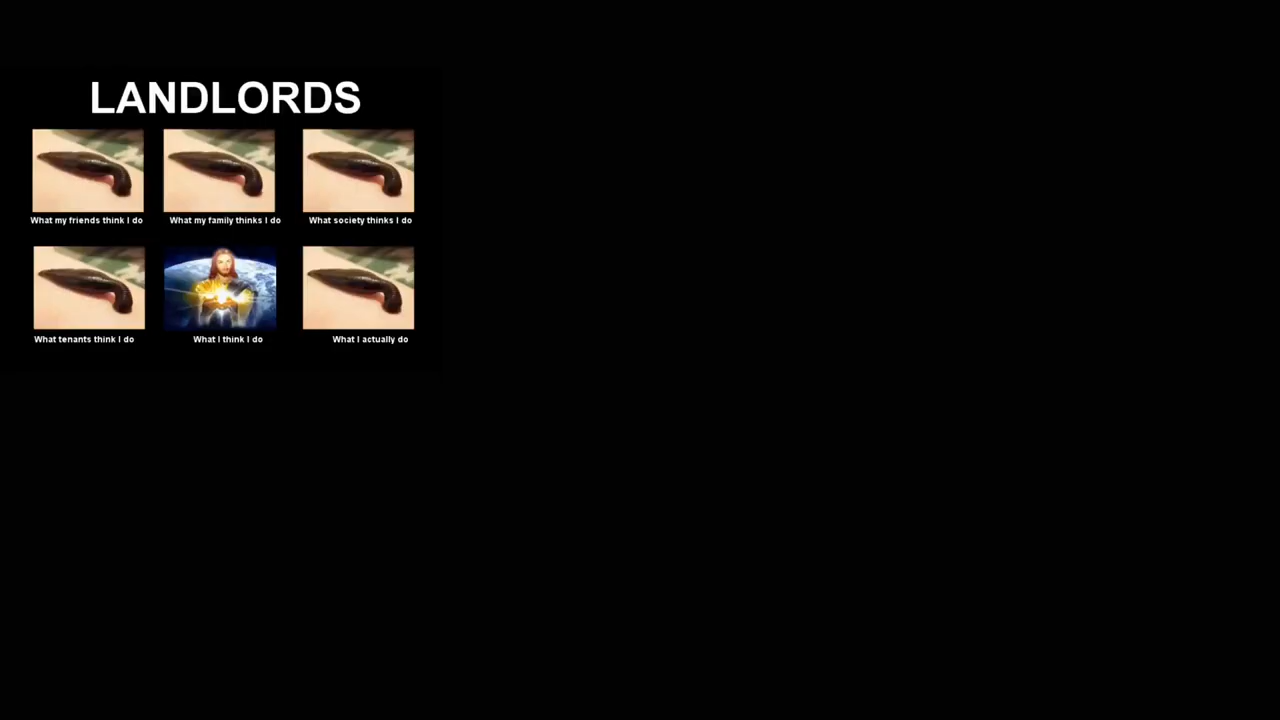 LANDLORDS
What my friends think I do
What my family thinks I do
What society thinks I do
What tenants think I do
What I think I do
What I actually do